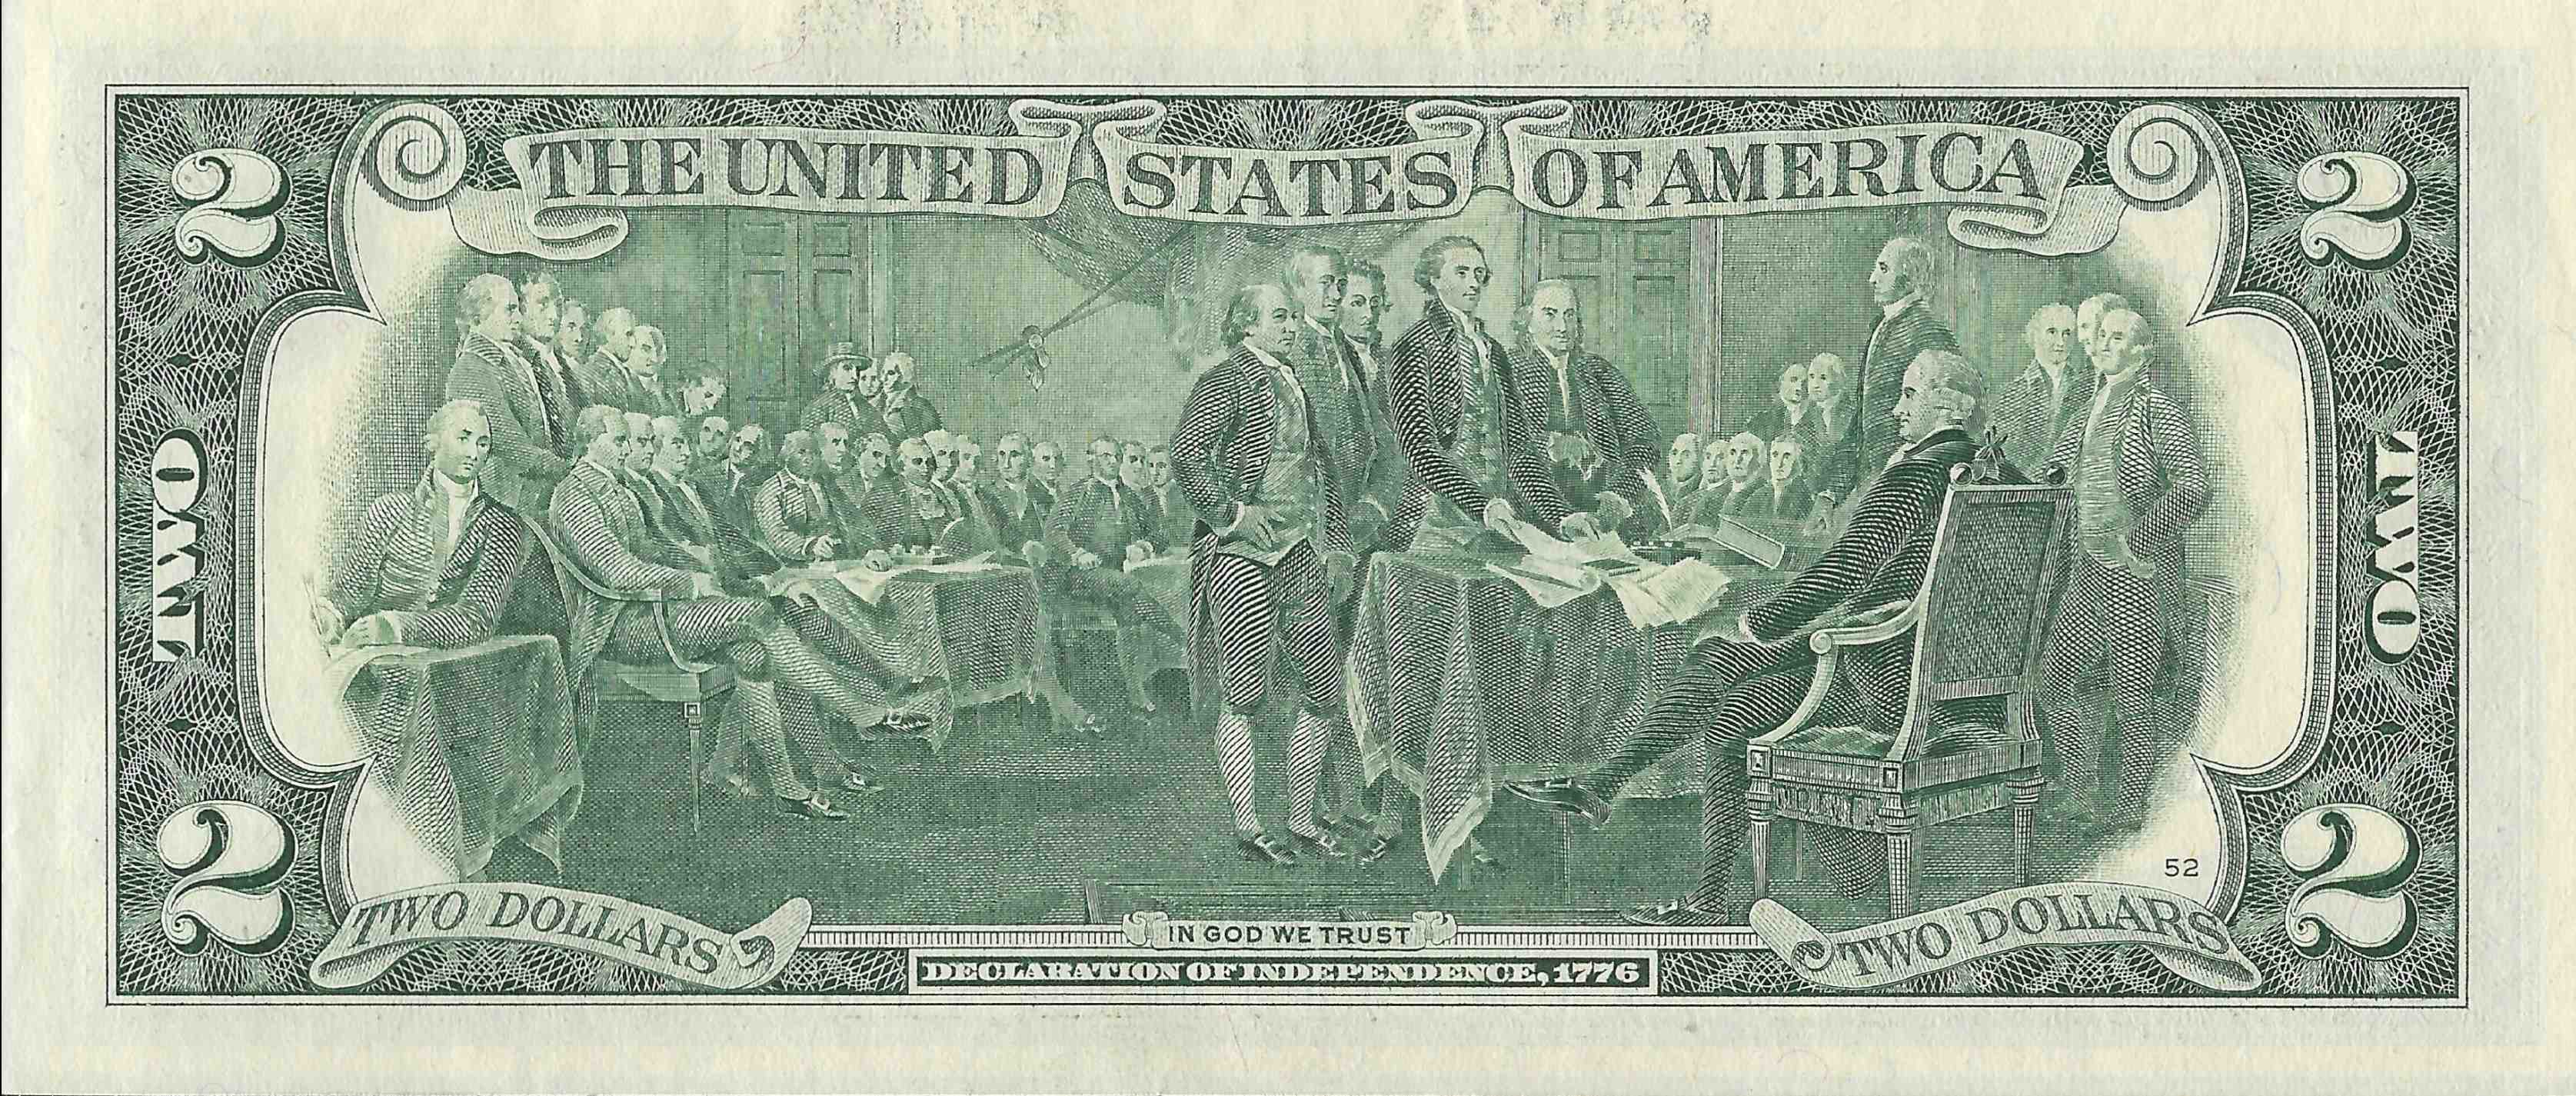 2 THE UNITED STATES OF AMERICA 2
TWO
TWO
52
2 TWO DOLLARS
IN GOD WE TRUST
TWO DOLLARS 2
DECLARATION OF INDEPENDENCE, 1776